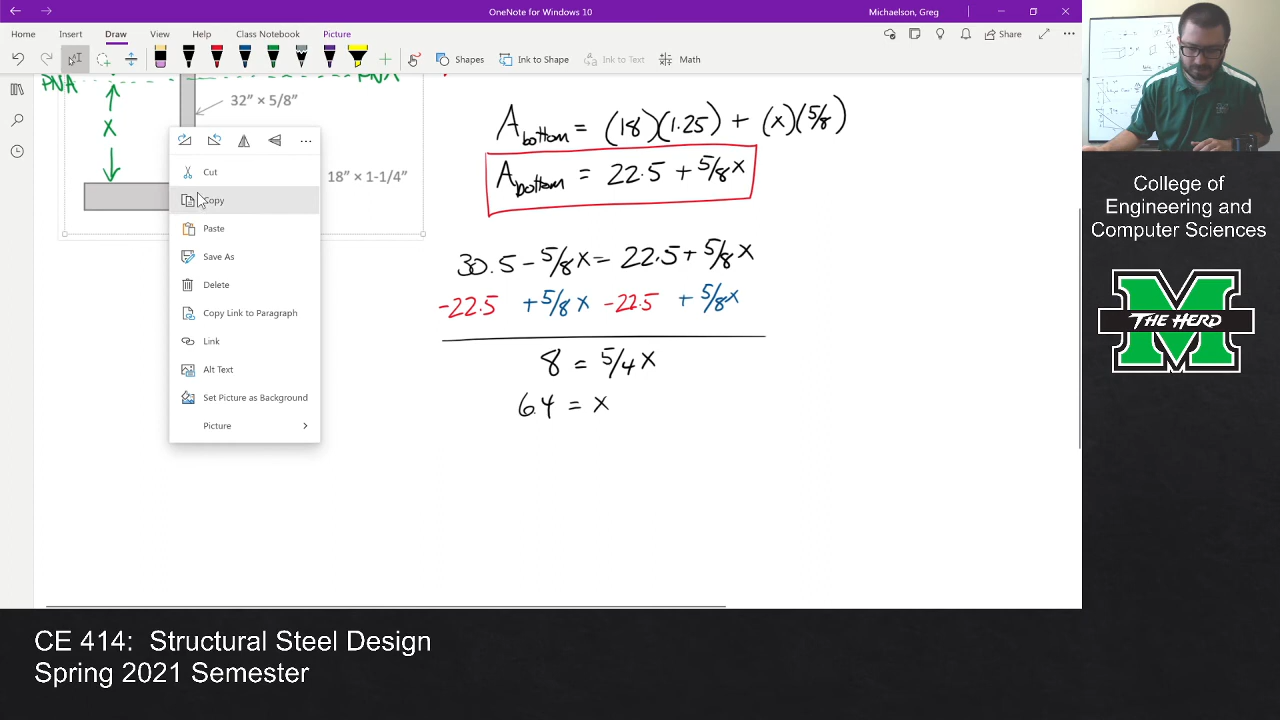 OneNote for Windows 10
Michaelson, Greg
Home Insert Draw View Help Class Notebook Picture
Share
Shapes Ink to Shape Ink to Text Math
PNA PNA
32” × 5/8”
X
18” × 1-1/4”
Cut
Copy
Paste
Save As
Delete
Copy Link to Paragraph
Link
Alt Text
Set Picture as Background
Picture
A bottom = (18)(1.25) + (x)(5/8)
A bottom = 22.5 + 5/8 x
30.5 - 5/8 x = 22.5 + 5/8 x
-22.5 + 5/8 x -22.5 + 5/8 x
8 = 5/4 x
6.4 = x
College of
Engineering and
Computer Sciences
THE HERD
CE 414: Structural Steel Design
Spring 2021 Semester